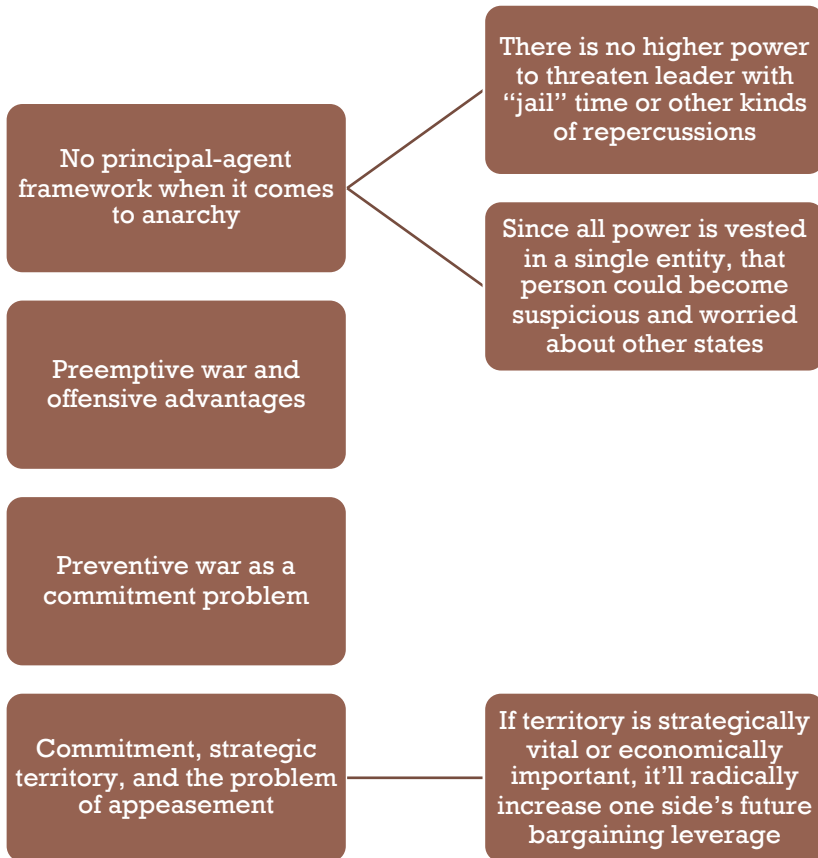 No principal-agent
framework when it comes
to anarchy
There is no higher power
to threaten leader with
“jail” time or other kinds
of repercussions
Since all power is vested
in a single entity, that
person could become
suspicious and worried
about other states
Preemptive war and
offensive advantages
Preventive war as a
commitment problem
Commitment, strategic
territory, and the problem
of appeasement
If territory is strategically
vital or economically
important, it’ll radically
increase one side’s future
bargaining leverage